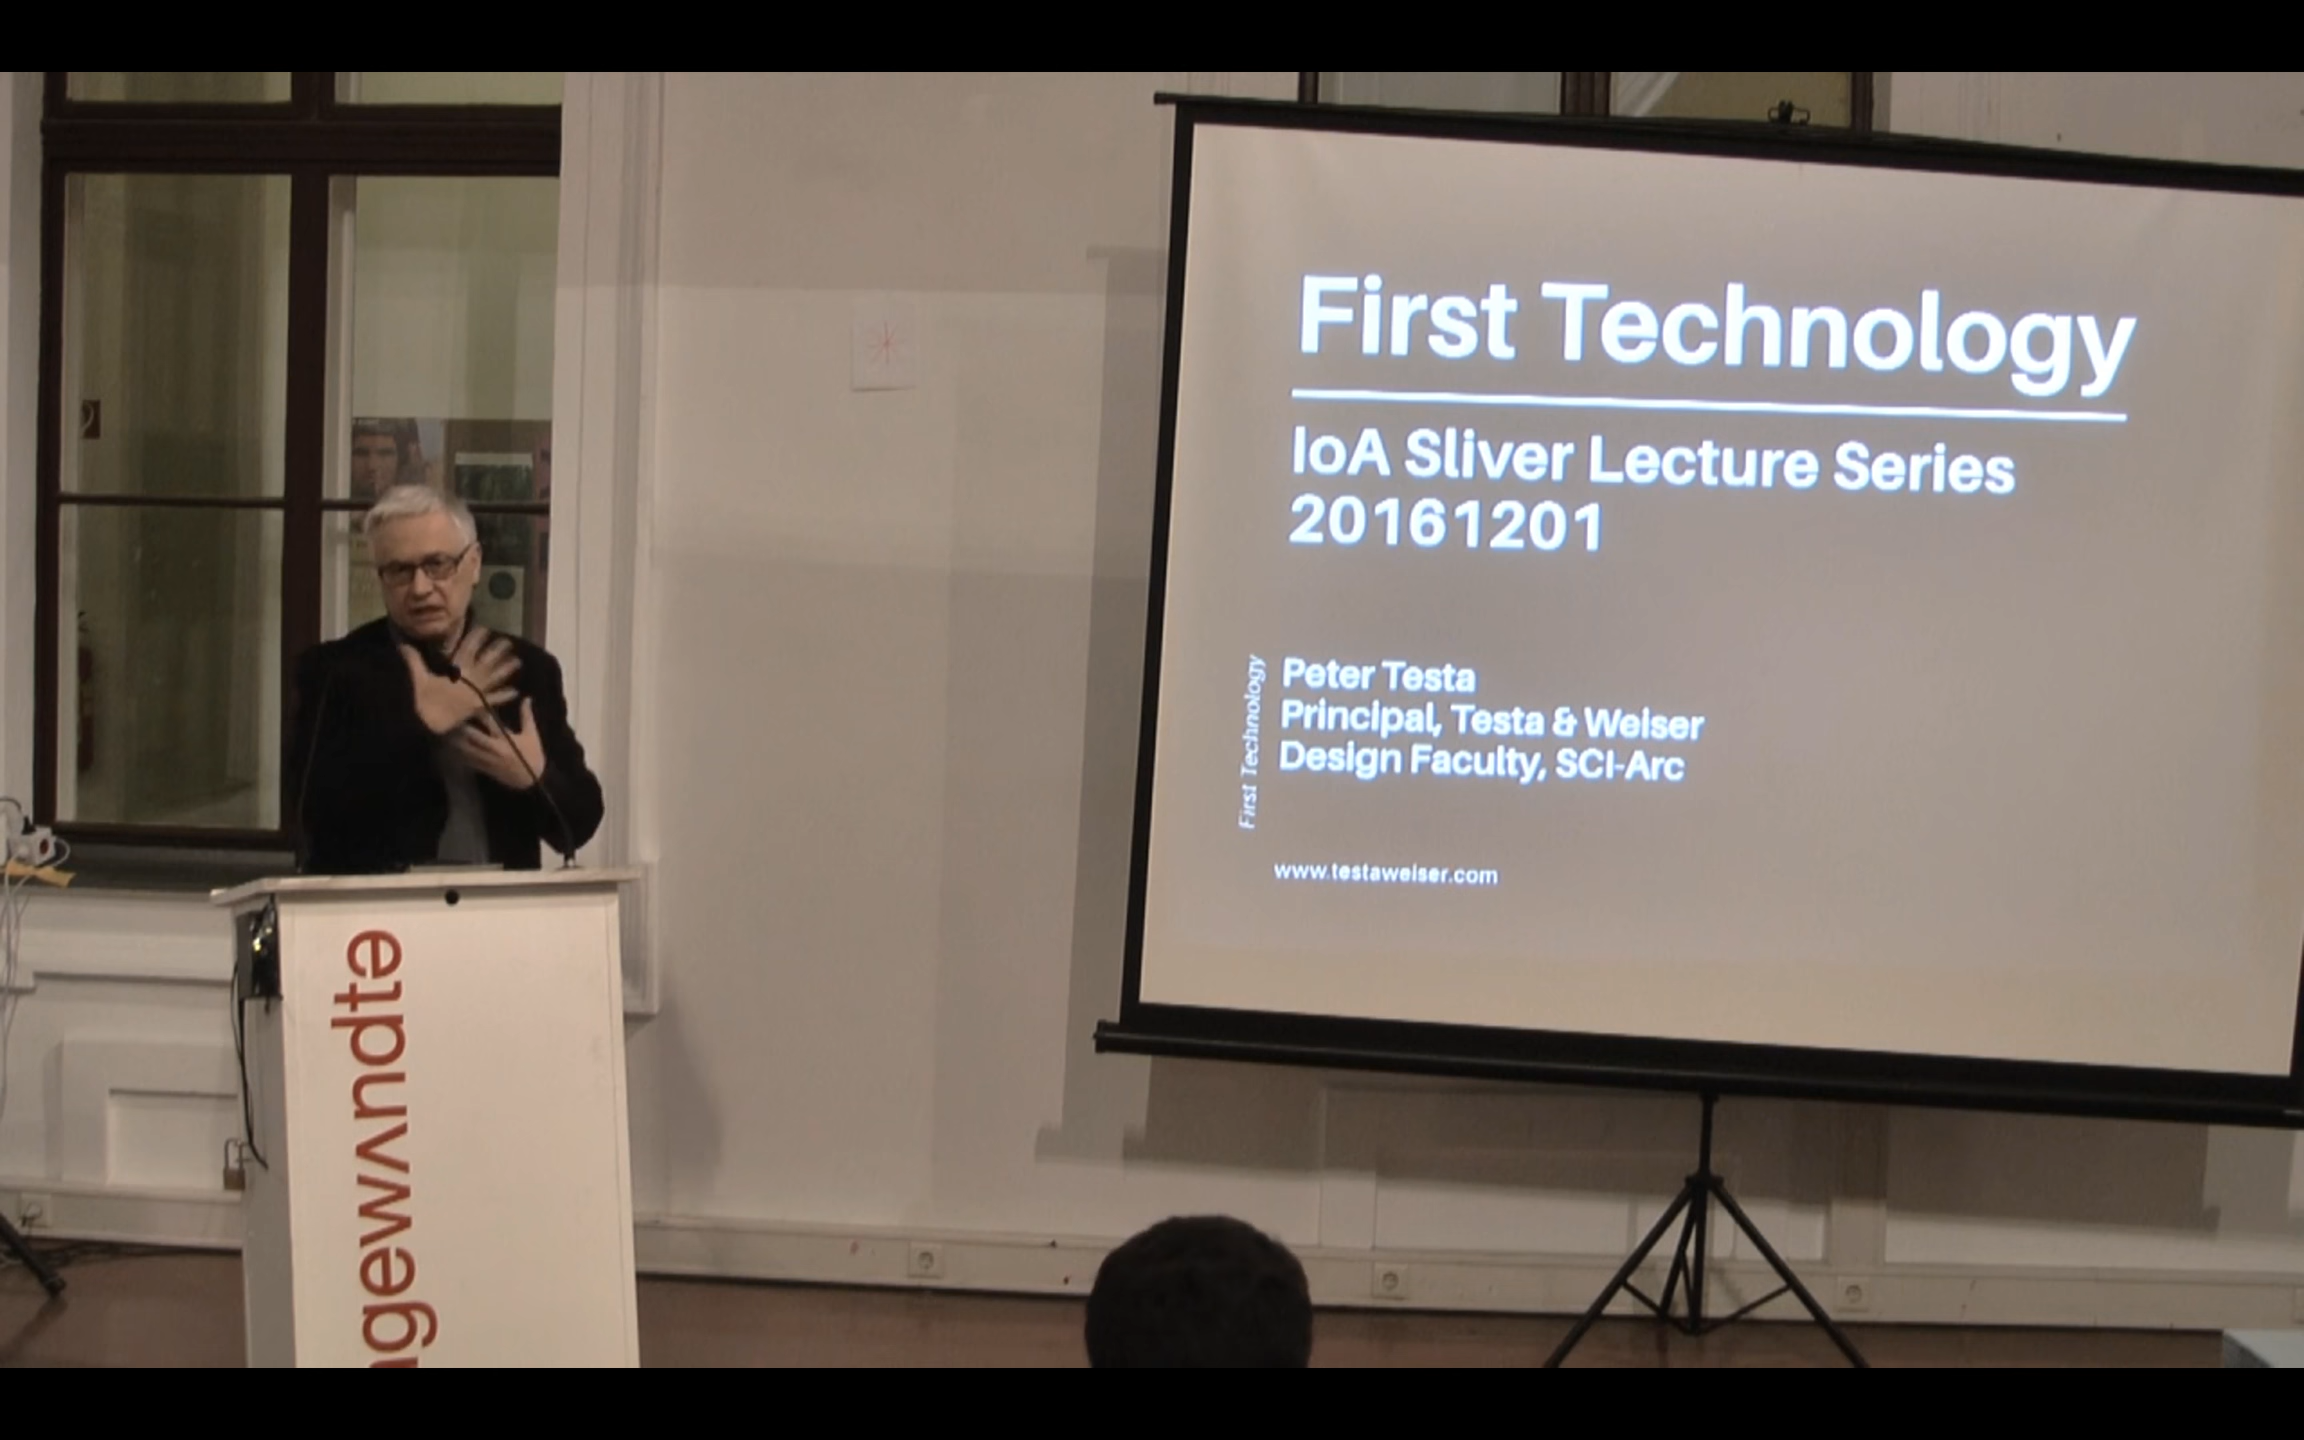 First Technology
IoA Sliver Lecture Series
20161201
First Technology
Peter Testa
Principal, Testa & Weiser
Design Faculty, SCI-Arc
www.testaweiser.com
ngewʌndte